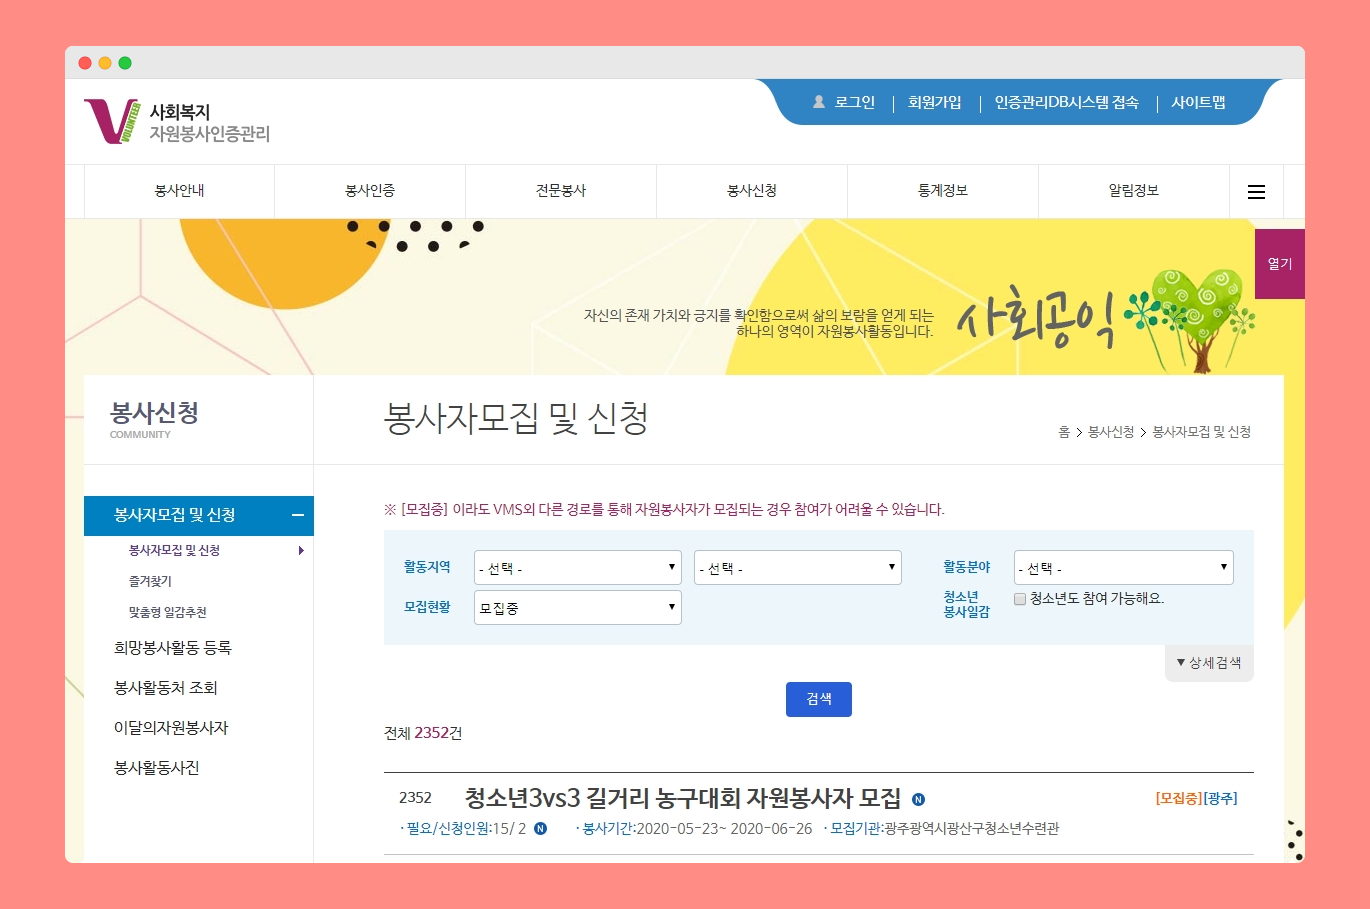 VOLUNTEER
사회복지
자원봉사인증관리
로그인 | 회원가입 | 인증관리DB시스템 접속 | 사이트맵
봉사안내 봉사인증 전문봉사 봉사신청 통계정보 알림정보
열기
자신의 존재 가치와 긍지를 확인함으로써 삶의 보람을 얻게 되는
하나의 영역이 자원봉사활동입니다.
사회공익
봉사신청
COMMUNITY
봉사자모집 및 신청
홈 > 봉사신청 > 봉사자모집 및 신청
봉사자모집 및 신청
봉사자모집 및 신청
즐겨찾기
맞춤형 일감추천
희망봉사활동 등록
봉사활동처 조회
이달의자원봉사자
봉사활동사진
※ [모집중] 이라도 VMS외 다른 경로를 통해 자원봉사자가 모집되는 경우 참여가 어려울 수 있습니다.
활동지역 - 선택 - - 선택 - 활동분야 - 선택 -
모집현황 모집중 청소년
봉사일감 청소년도 참여 가능해요.
▼상세검색
검색
전체 2352건
2352 청소년3vs3 길거리 농구대회 자원봉사자 모집 N [모집중][광주]
· 필요/신청인원:15/ 2 N · 봉사기간:2020-05-23~ 2020-06-26 · 모집기관:광주광역시광산구청소년수련관